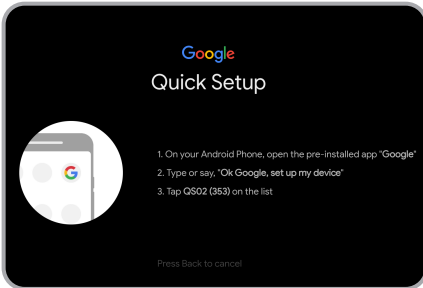 Google
Quick Setup
1. On your Android Phone, open the pre-installed app "Google"
2. Type or say, "Ok Google, set up my device"
3. Tap QS02 (353) on the list
G
Press Back to cancel